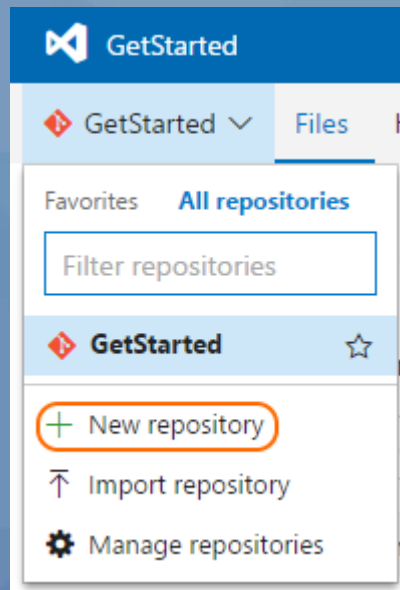 GetStarted
GetStarted Files
Favorites All repositories
Filter repositories
GetStarted
New repository
Import repository
Manage repositories